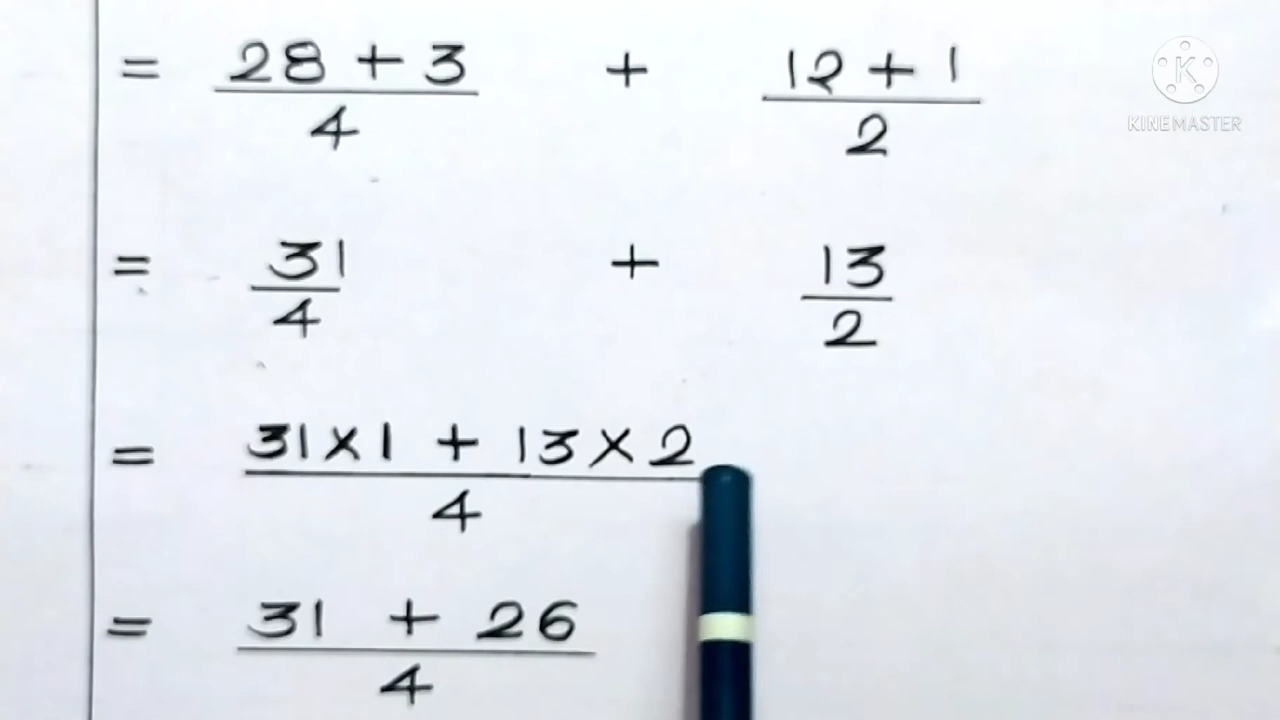 = 28 + 3 / 4 + 12 + 1 / 2
= 31 / 4 + 13 / 2
= 31 × 1 + 13 × 2 / 4
= 31 + 26 / 4
K
KINEMASTER